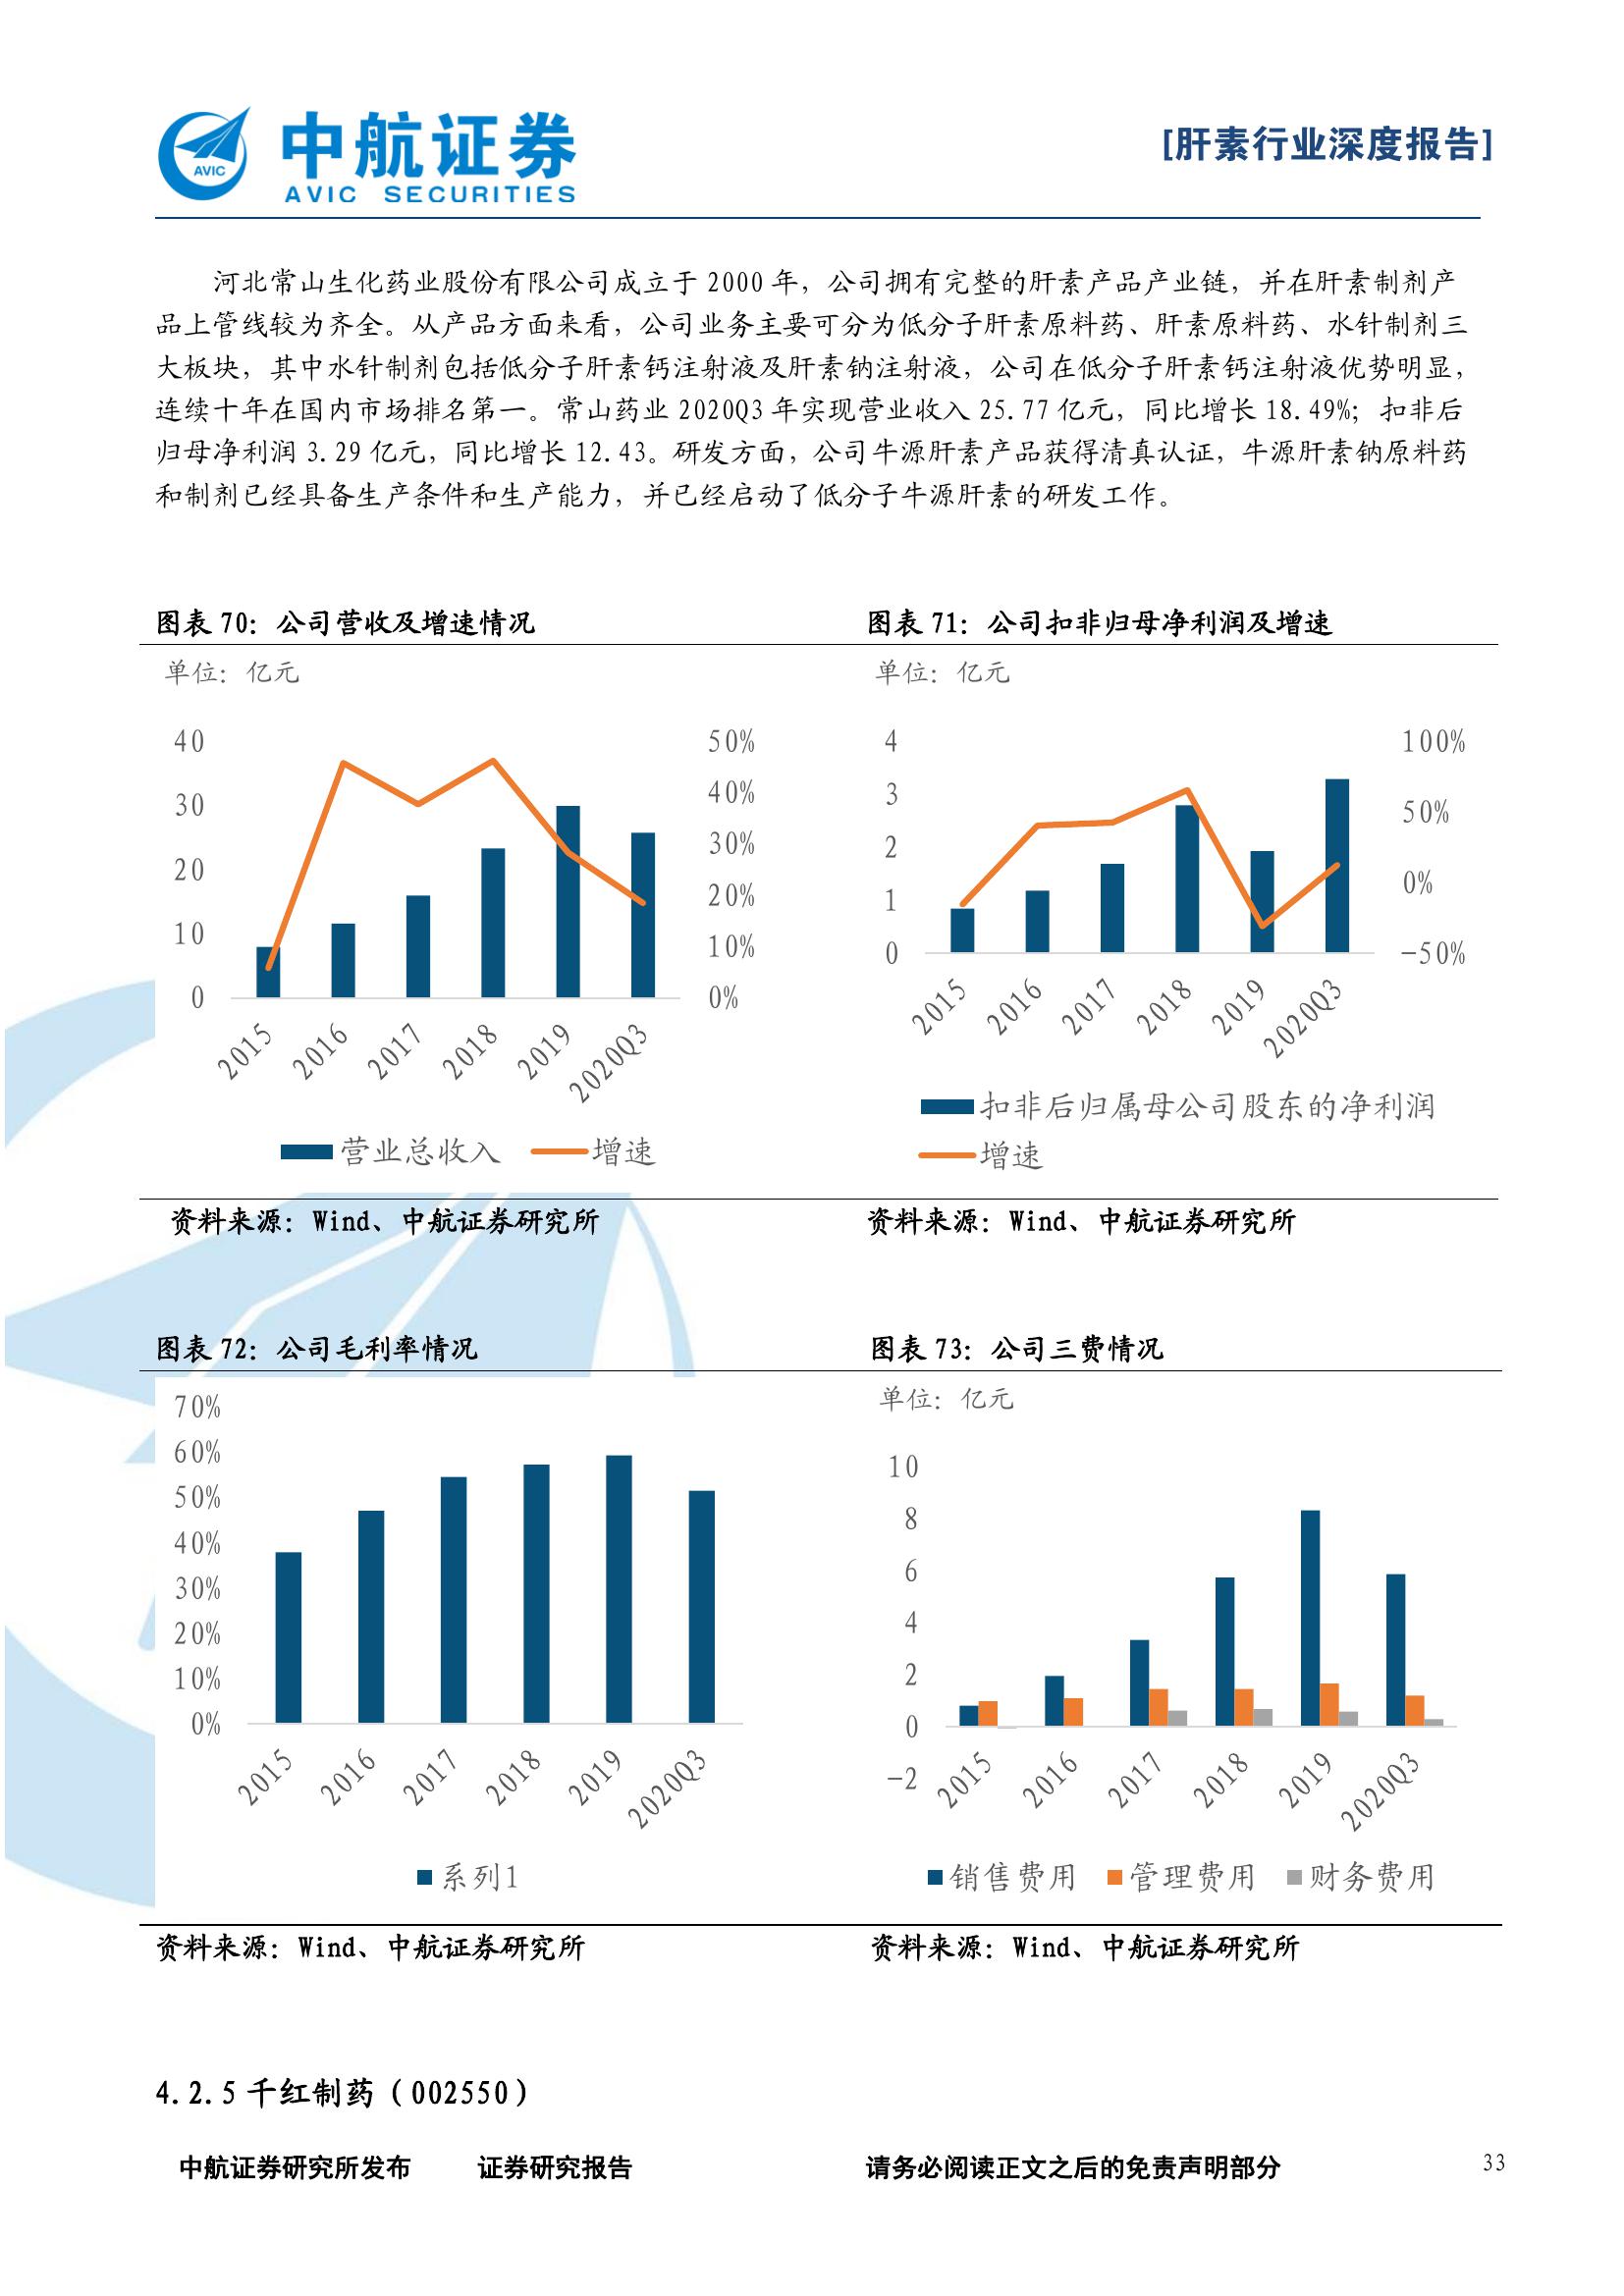 中航证券
AVIC
AVIC SECURITIES
[肝素行业深度报告]
河北常山生化药业股份有限公司成立于 2000 年，公司拥有完整的肝素产品产业链，并在肝素制剂产
品上管线较为齐全。从产品方面来看，公司业务主要可分为低分子肝素原料药、肝素原料药、水针制剂三
大板块，其中水针制剂包括低分子肝素钙注射液及肝素钠注射液，公司在低分子肝素钙注射液优势明显，
连续十年在国内市场排名第一。常山药业 2020Q3 年实现营业收入 25.77 亿元，同比增长 18.49%；扣非后
归母净利润 3.29 亿元，同比增长 12.43。研发方面，公司牛源肝素产品获得清真认证，牛源肝素钠原料药
和制剂已经具备生产条件和生产能力，并已经启动了低分子牛源肝素的研发工作。
图表 70：公司营收及增速情况
单位：亿元
40
30
20
10
0
50%
40%
30%
20%
10%
0%
2015
2016
2017
2018
2019
2020Q3
营业总收入
增速
资料来源：Wind、中航证券研究所
图表 71：公司扣非归母净利润及增速
单位：亿元
4
3
2
1
0
100%
50%
0%
-50%
2015
2016
2017
2018
2019
2020Q3
扣非后归属母公司股东的净利润
增速
资料来源：Wind、中航证券研究所
图表 72：公司毛利率情况
70%
60%
50%
40%
30%
20%
10%
0%
2015
2016
2017
2018
2019
2020Q3
系列1
资料来源：Wind、中航证券研究所
图表 73：公司三费情况
单位：亿元
10
8
6
4
2
0
-2
2015
2016
2017
2018
2019
2020Q3
销售费用
管理费用
财务费用
资料来源：Wind、中航证券研究所
4.2.5 千红制药（002550）
中航证券研究所发布 证券研究报告 请务必阅读正文之后的免责声明部分 33